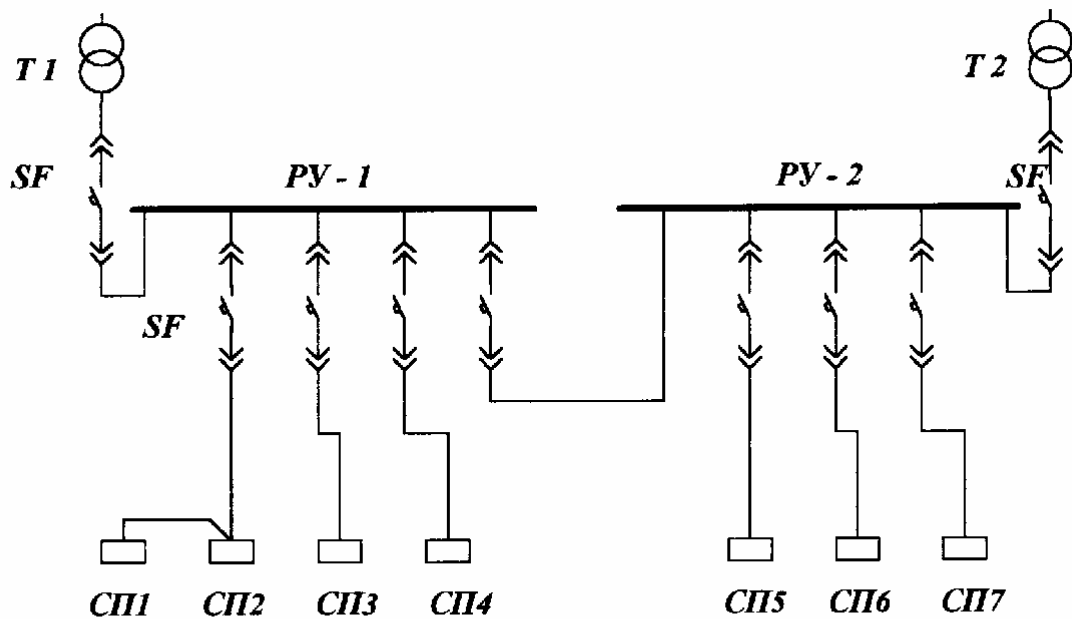 T 1
T 2
SF
РУ - 1
РУ - 2
SF
SF
СП1 СП2 СП3 СП4 СП5 СП6 СП7